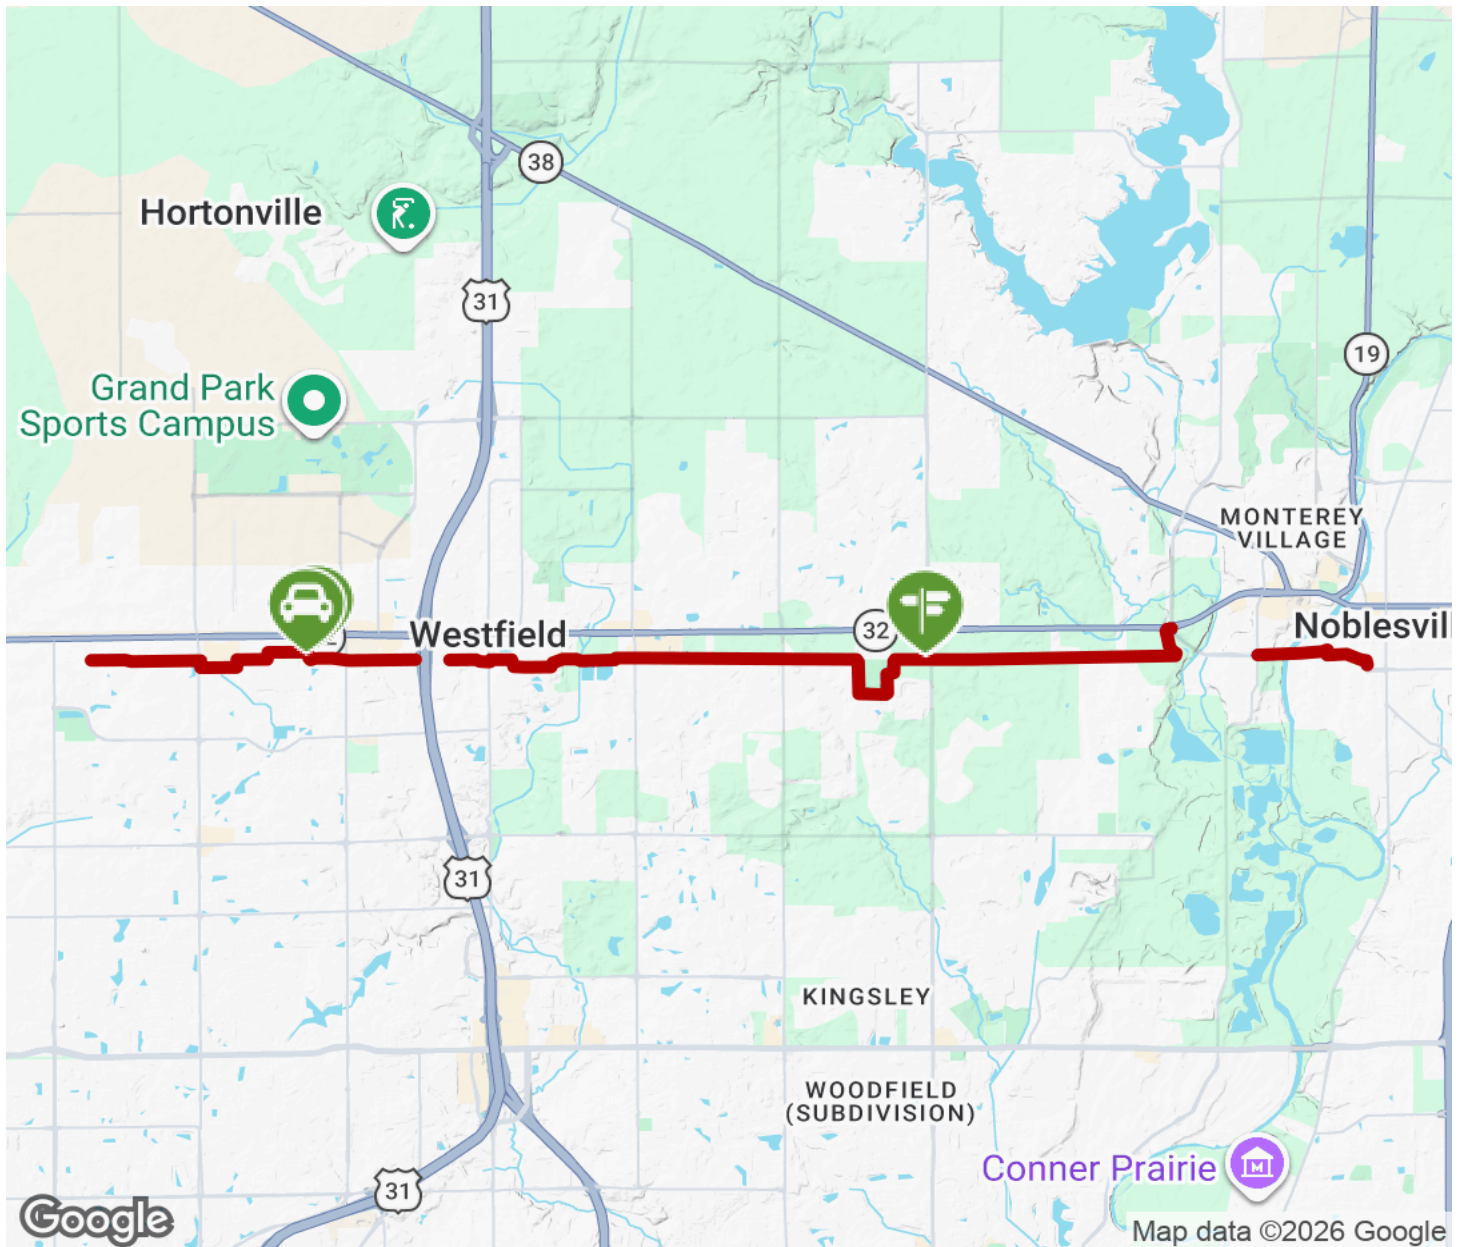 38
Hortonville
31
19
Grand Park
Sports Campus
MONTEREY
VILLAGE
Westfield
32
Noblesvil
31
KINGSLEY
WOODFIELD
(SUBDIVISION)
Conner Prairie
31
Google
Map data ©2026 Google